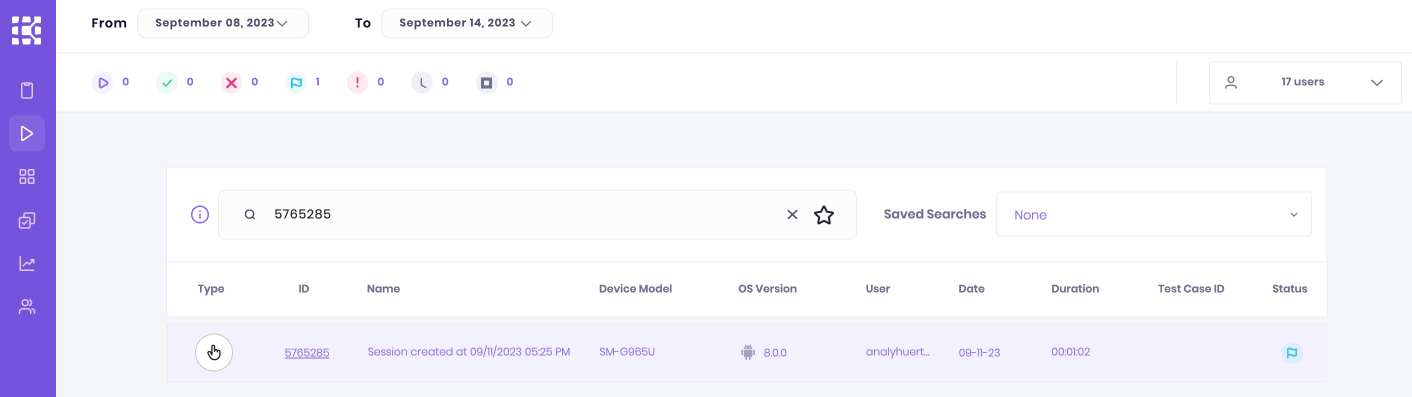 From September 08, 2023 To September 14, 2023
0 0 0 1 0 0 0 17 users
5765285 Saved Searches None
Type ID Name Device Model OS Version User Date Duration Test Case ID Status
5765285 Session created at 09/11/2023 05:25 PM SM-G965U 8.0.0 analyhuert... 09-11-23 00:01:02